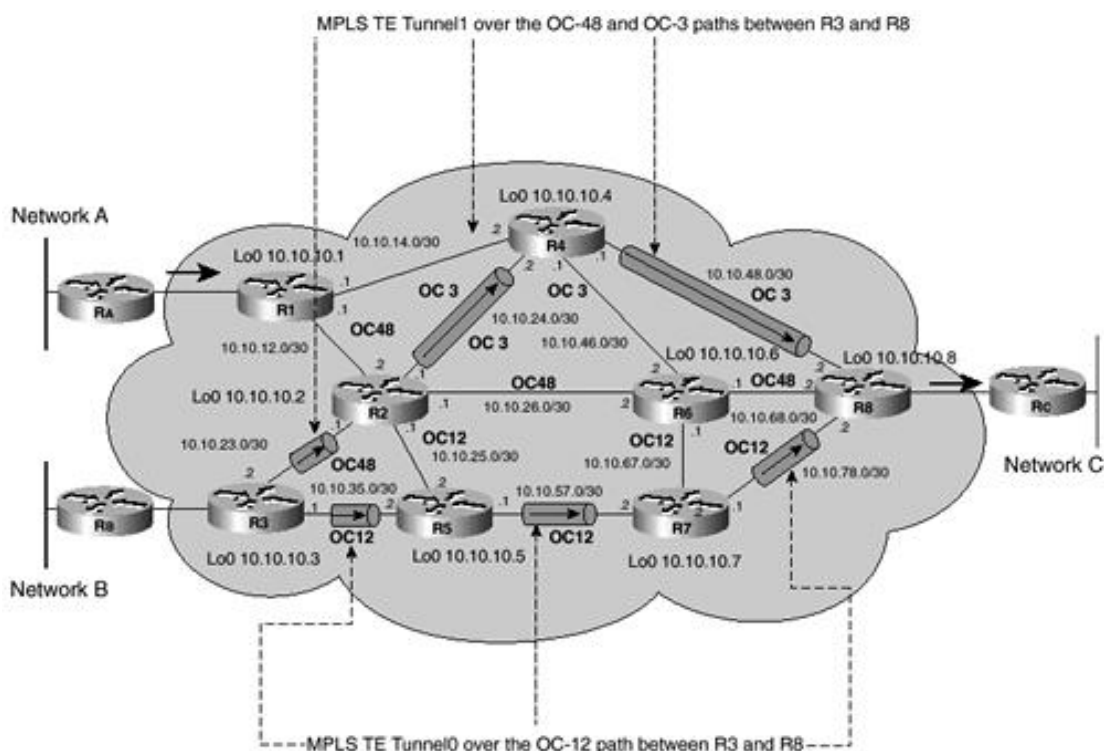 MPLS TE Tunnel1 over the OC-48 and OC-3 paths between R3 and R8
Lo0 10.10.10.4
Network A
.2
10.10.14.0/30
R4
Lo0 10.10.10.1
.2
.1
.1
10.10.48.0/30
OC 3
OC 3
OC 3
RA
R1
.1
.1
OC48
10.10.24.0/30
OC 3
10.10.46.0/30
10.10.12.0/30
Lo0 10.10.10.6
Lo0 10.10.10.8
.2
.1
.2
.2
Lo0 10.10.10.2
R2
OC48
.1
OC48
.2
R8
RC
.1
10.10.26.0/30
.2
R6
10.10.68.0/30
.2
10.10.23.0/30
.1
.1
OC12
OC12
.1
OC12
Network C
OC48
10.10.25.0/30
10.10.67.0/30
10.10.78.0/30
.2
10.10.35.0/30
.2
10.10.57.0/30
.2
RB
R3
.1
.2
R5
.1
.2
R7
.1
OC12
OC12
Lo0 10.10.10.3
Lo0 10.10.10.5
Lo0 10.10.10.7
Network B
MPLS TE Tunnel0 over the OC-12 path between R3 and R8